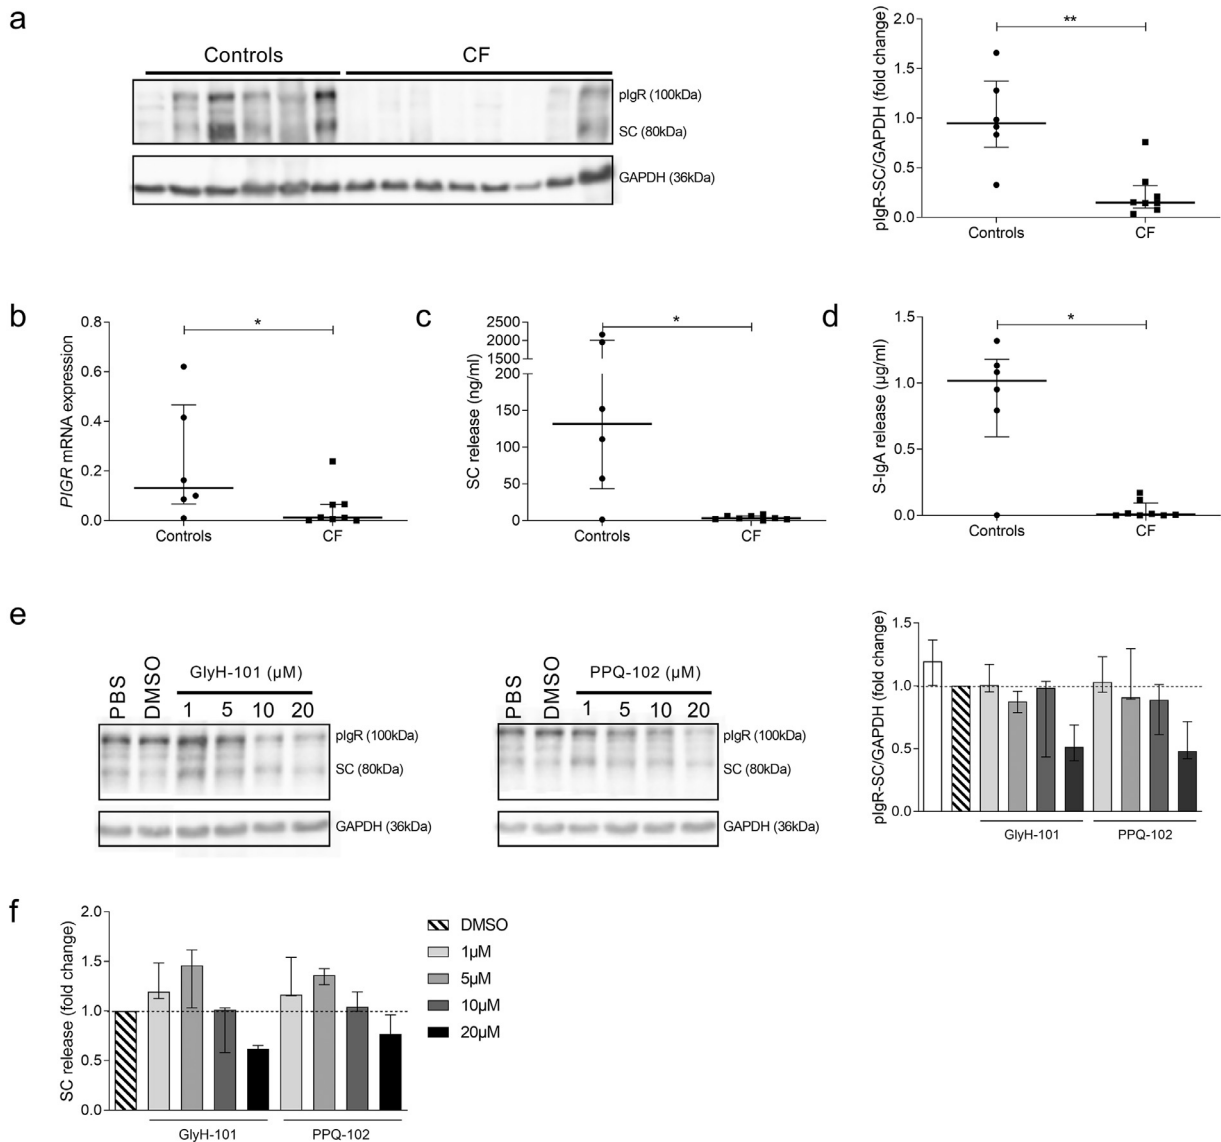 a
Controls
CF
pIgR (100kDa)
SC (80kDa)
GAPDH (36kDa)
pIgR-SC/GAPDH (fold change)
2.0
1.5
1.0
0.5
0.0
**
Controls
CF
b
PIGR mRNA expression
0.8
0.6
0.4
0.2
0.0
*
Controls
CF
c
SC release (ng/ml)
2500
2000
1500
200
150
100
50
0
*
Controls
CF
d
S-IgA release (µg/ml)
1.5
1.0
0.5
0.0
*
Controls
CF
e
PBS
DMSO
GlyH-101 (µM)
1 5 10 20
pIgR (100kDa)
SC (80kDa)
GAPDH (36kDa)
PBS
DMSO
PPQ-102 (µM)
1 5 10 20
pIgR (100kDa)
SC (80kDa)
GAPDH (36kDa)
pIgR-SC/GAPDH (fold change)
1.5
1.0
0.5
0.0
GlyH-101
PPQ-102
f
SC release (fold change)
2.0
1.5
1.0
0.5
0.0
GlyH-101
PPQ-102
DMSO
1µM
5µM
10µM
20µM